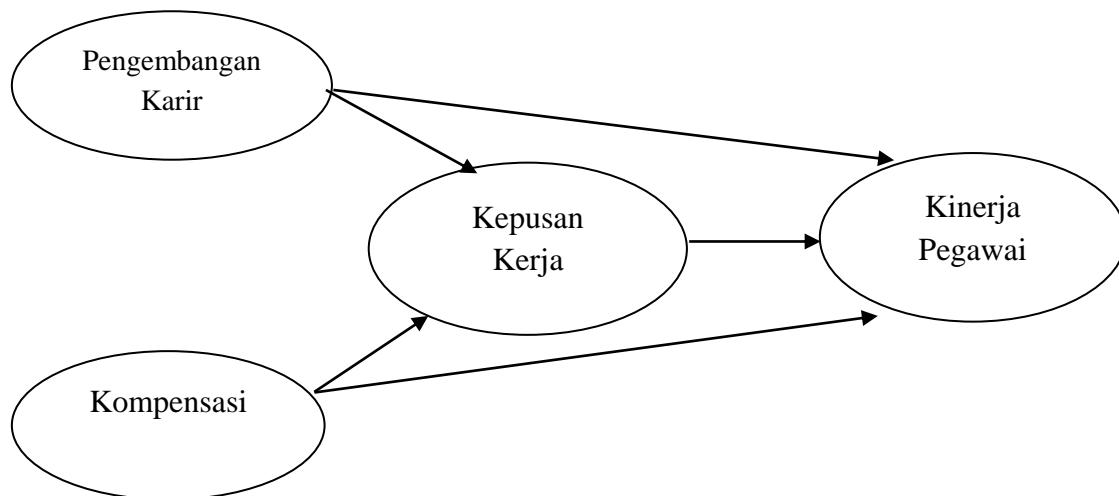 Pengembangan
Karir
Kepusan
Kerja
Kinerja
Pegawai
Kompensasi